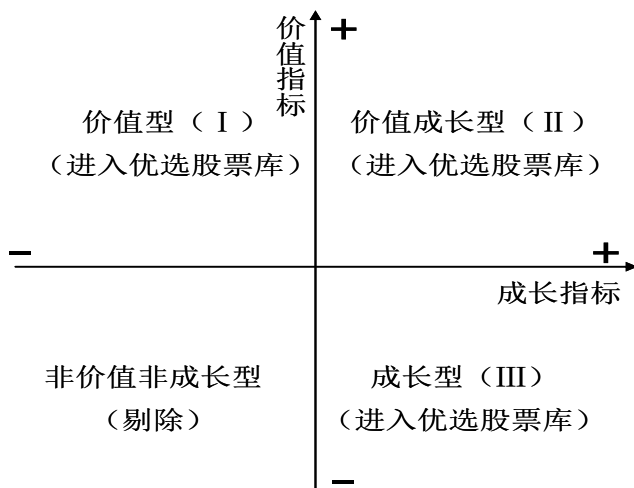 价值指标
+
价值型（Ⅰ）
（进入优选股票库）
价值成长型（Ⅱ）
（进入优选股票库）
−
+
成长指标
非价值非成长型
（剔除）
成长型（Ⅲ）
（进入优选股票库）
−